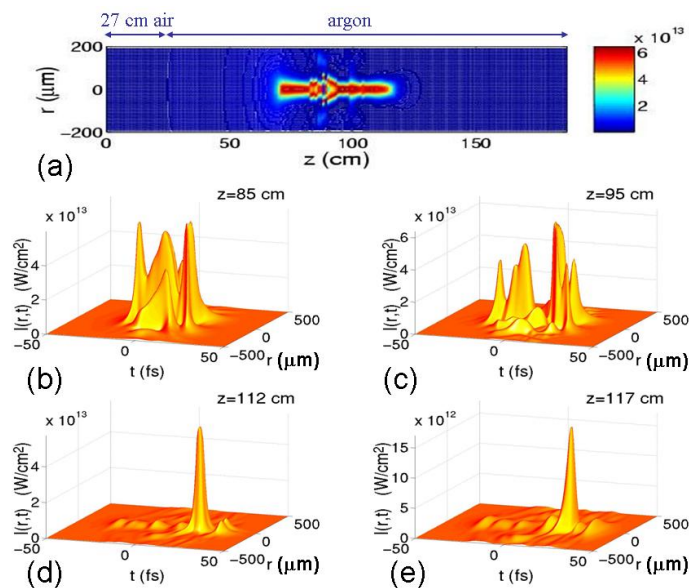 27 cm air
argon
x 10^13
200
0
-200
r (μm)
6
4
2
0
50
100
150
z (cm)
(a)
z=85 cm
x 10^13
I(r,t) (W/cm²)
4
2
0
-50
0
50
t (fs)
500
0
-500
r (μm)
(b)
z=95 cm
x 10^13
I(r,t) (W/cm²)
6
4
2
0
-50
0
50
t (fs)
500
0
-500
r (μm)
(c)
z=112 cm
x 10^13
I(r,t) (W/cm²)
4
2
0
-50
0
50
t (fs)
500
0
-500
r (μm)
(d)
z=117 cm
x 10^12
I(r,t) (W/cm²)
15
10
5
0
-50
0
50
t (fs)
500
0
-500
r (μm)
(e)